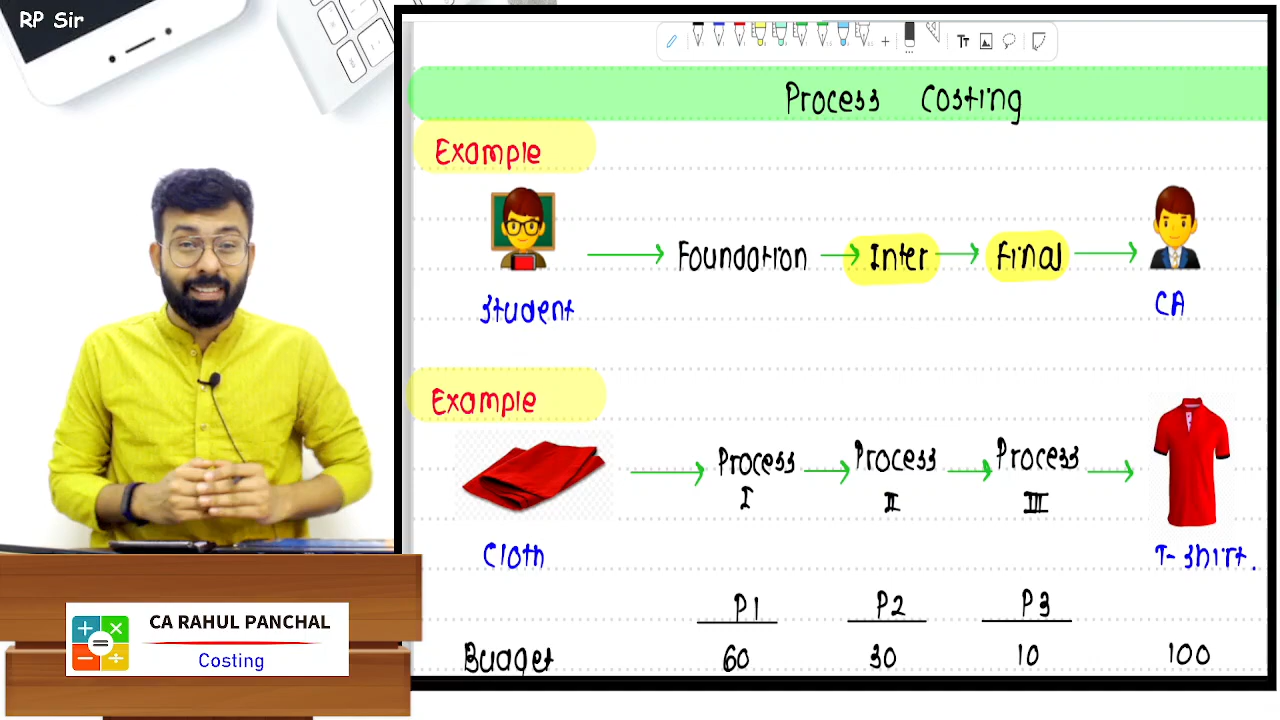 RP Sir
Process Costing
Example
Foundation Inter Final
Student CA
Example
Process Process Process
I II III
Cloth T-Shirt.
P1 P2 P3
Budget 60 30 10 100
CA RAHUL PANCHAL
Costing